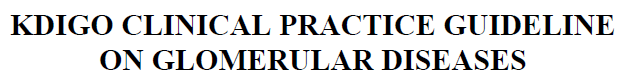 KDIGO CLINICAL PRACTICE GUIDELINE
ON GLOMERULAR DISEASES